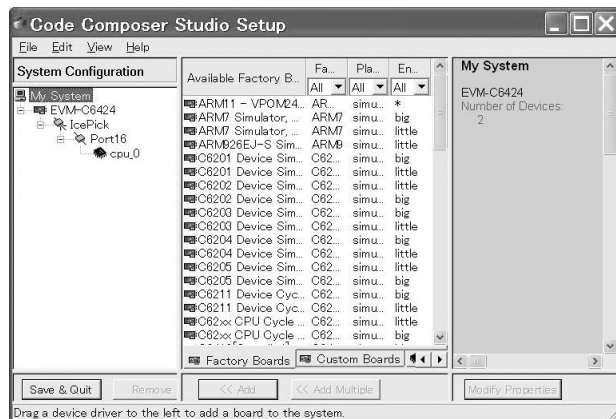 Code Composer Studio Setup
File Edit View Help
System Configuration
My System
EVM-C6424
IcePick
Port16
cpu_0
Available Factory B... Fa... Pla... En...
All All All
ARM11 - VPOM24... AR... simu... *
ARM7 Simulator, ... ARM7 simu... big
ARM7 Simulator, ... ARM7 simu... little
ARM926EJ-S Sim... ARM9 simu... little
C6201 Device Sim... C62... simu... big
C6201 Device Sim... C62... simu... little
C6202 Device Sim... C62... simu... little
C6202 Device Sim... C62... simu... big
C6203 Device Sim... C62... simu... big
C6203 Device Sim... C62... simu... little
C6204 Device Sim... C62... simu... big
C6204 Device Sim... C62... simu... little
C6205 Device Sim... C62... simu... little
C6205 Device Sim... C62... simu... big
C6211 Device Cyc... C62... simu... big
C6211 Device Cyc... C62... simu... little
C62xx CPU Cycle ... C62... simu... little
C62xx CPU Cycle ... C62... simu... big
Factory Boards Custom Boards
My System
EVM-C6424
Number of Devices:
2
Save & Quit Remove << Add << Add Multiple Modify Properties
Drag a device driver to the left to add a board to the system.